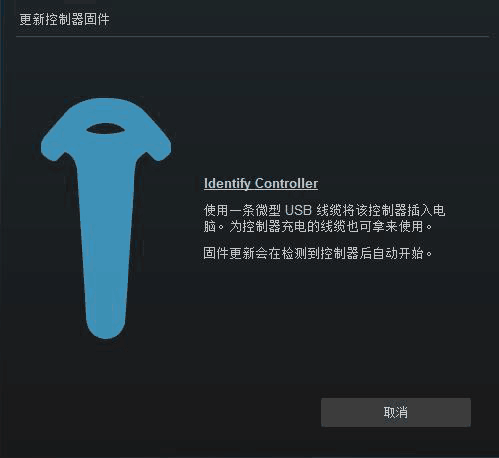 更新控制器固件
Identify Controller
使用一条微型 USB 线缆将该控制器插入电
脑。为控制器充电的线缆也可拿来使用。
固件更新会在检测到控制器后自动开始。
取消